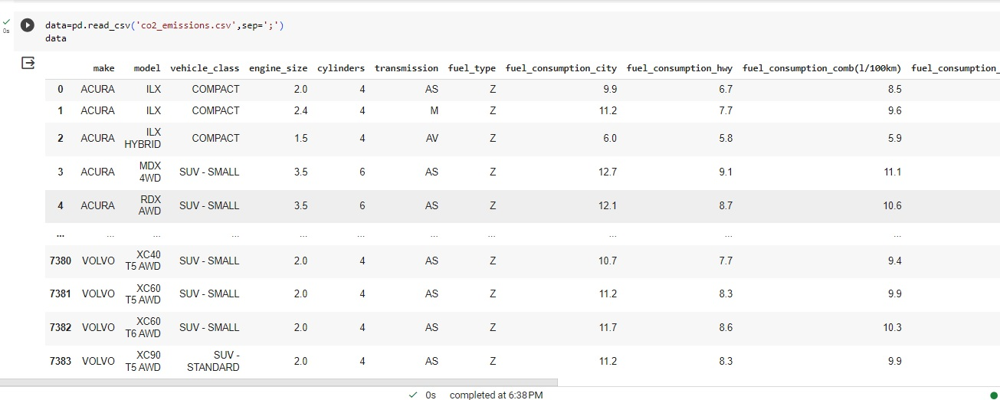 data=pd.read_csv('co2_emissions.csv',sep=';')
0s
data
make model vehicle_class engine_size cylinders transmission fuel_type fuel_consumption_city fuel_consumption_hwy fuel_consumption_comb(l/100km) fuel_consumption_
0 ACURA ILX COMPACT 2.0 4 AS Z 9.9 6.7 8.5
1 ACURA ILX COMPACT 2.4 4 M Z 11.2 7.7 9.6
2 ACURA ILX HYBRID COMPACT 1.5 4 AV Z 6.0 5.8 5.9
3 ACURA MDX 4WD SUV - SMALL 3.5 6 AS Z 12.7 9.1 11.1
4 ACURA RDX AWD SUV - SMALL 3.5 6 AS Z 12.1 8.7 10.6
... ... ... ... ... ... ... ... ... ... ...
7380 VOLVO XC40 T5 AWD SUV - SMALL 2.0 4 AS Z 10.7 7.7 9.4
7381 VOLVO XC60 T5 AWD SUV - SMALL 2.0 4 AS Z 11.2 8.3 9.9
7382 VOLVO XC60 T6 AWD SUV - SMALL 2.0 4 AS Z 11.7 8.6 10.3
7383 VOLVO XC90 T5 AWD SUV - STANDARD 2.0 4 AS Z 11.2 8.3 9.9
0s completed at 6:38 PM